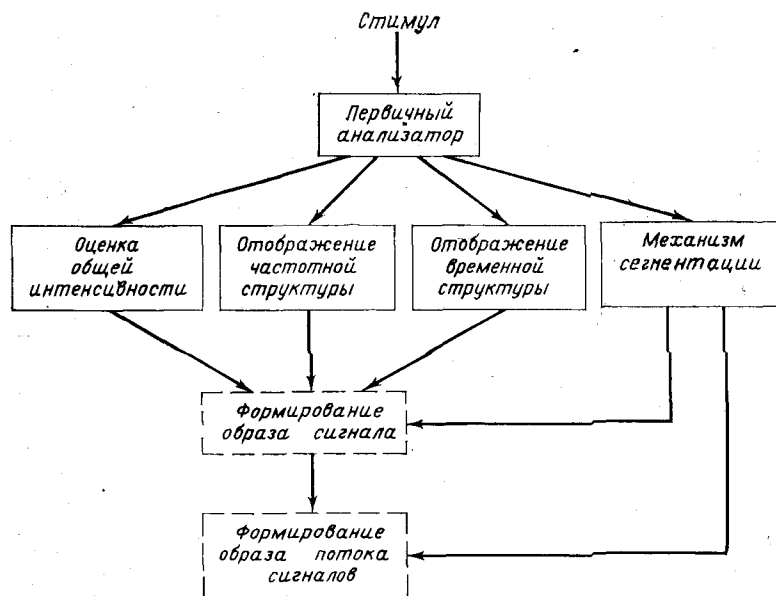 Стимул
Первичный
анализатор
Оценка
общей
интенсивности
Отображение
частотной
структуры
Отображение
временной
структуры
Механизм
сегментации
Формирование
образа сигнала
Формирование
образа потока
сигналов